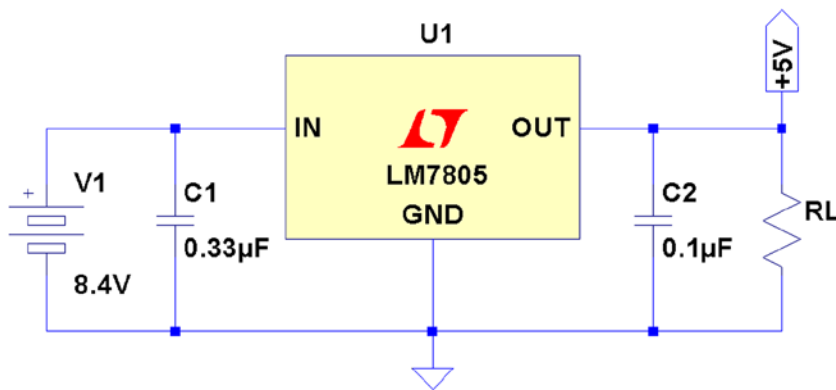 U1
+5V
IN
OUT
LM7805
GND
+
V1
8.4V
C1
0.33µF
C2
0.1µF
RL